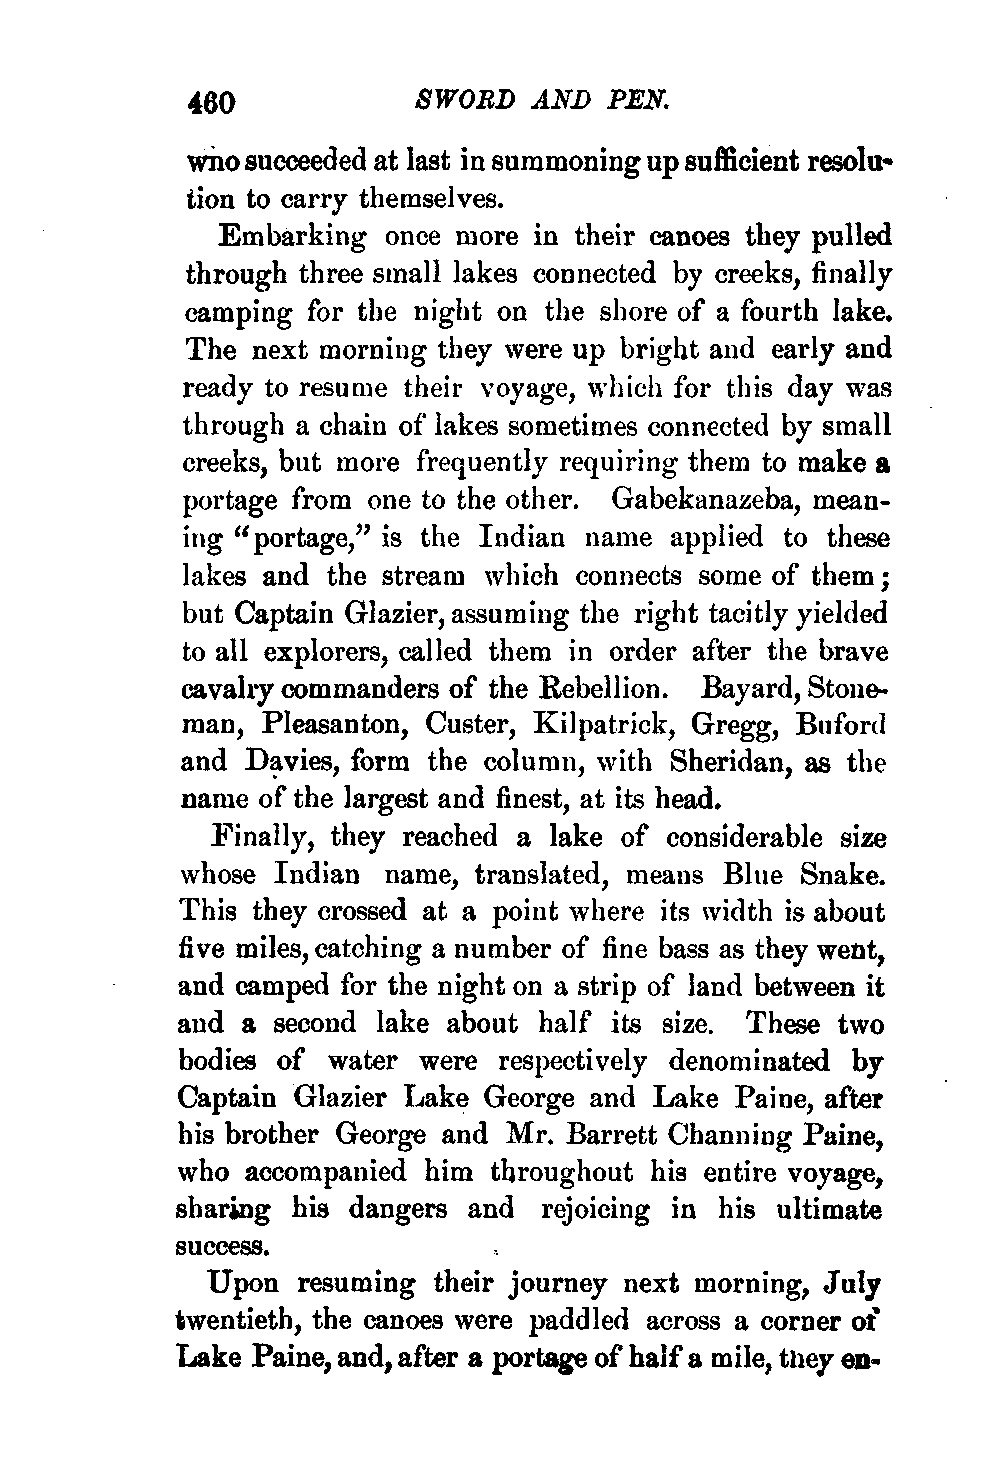 460 SWORD AND PEN.
who succeeded at last in summoning up sufficient resolu-
tion to carry themselves.
Embarking once more in their canoes they pulled
through three small lakes connected by creeks, finally
camping for the night on the shore of a fourth lake.
The next morning they were up bright and early and
ready to resume their voyage, which for this day was
through a chain of lakes sometimes connected by small
creeks, but more frequently requiring them to make a
portage from one to the other. Gabekanazeba, mean-
ing “portage,” is the Indian name applied to these
lakes and the stream which connects some of them;
but Captain Glazier, assuming the right tacitly yielded
to all explorers, called them in order after the brave
cavalry commanders of the Rebellion. Bayard, Stone-
man, Pleasanton, Custer, Kilpatrick, Gregg, Buford
and Davies, form the column, with Sheridan, as the
name of the largest and finest, at its head.
Finally, they reached a lake of considerable size
whose Indian name, translated, means Blue Snake.
This they crossed at a point where its width is about
five miles, catching a number of fine bass as they went,
and camped for the night on a strip of land between it
and a second lake about half its size. These two
bodies of water were respectively denominated by
Captain Glazier Lake George and Lake Paine, after
his brother George and Mr. Barrett Channing Paine,
who accompanied him throughout his entire voyage,
sharing his dangers and rejoicing in his ultimate
success.
Upon resuming their journey next morning, July
twentieth, the canoes were paddled across a corner of
Lake Paine, and, after a portage of half a mile, they en-